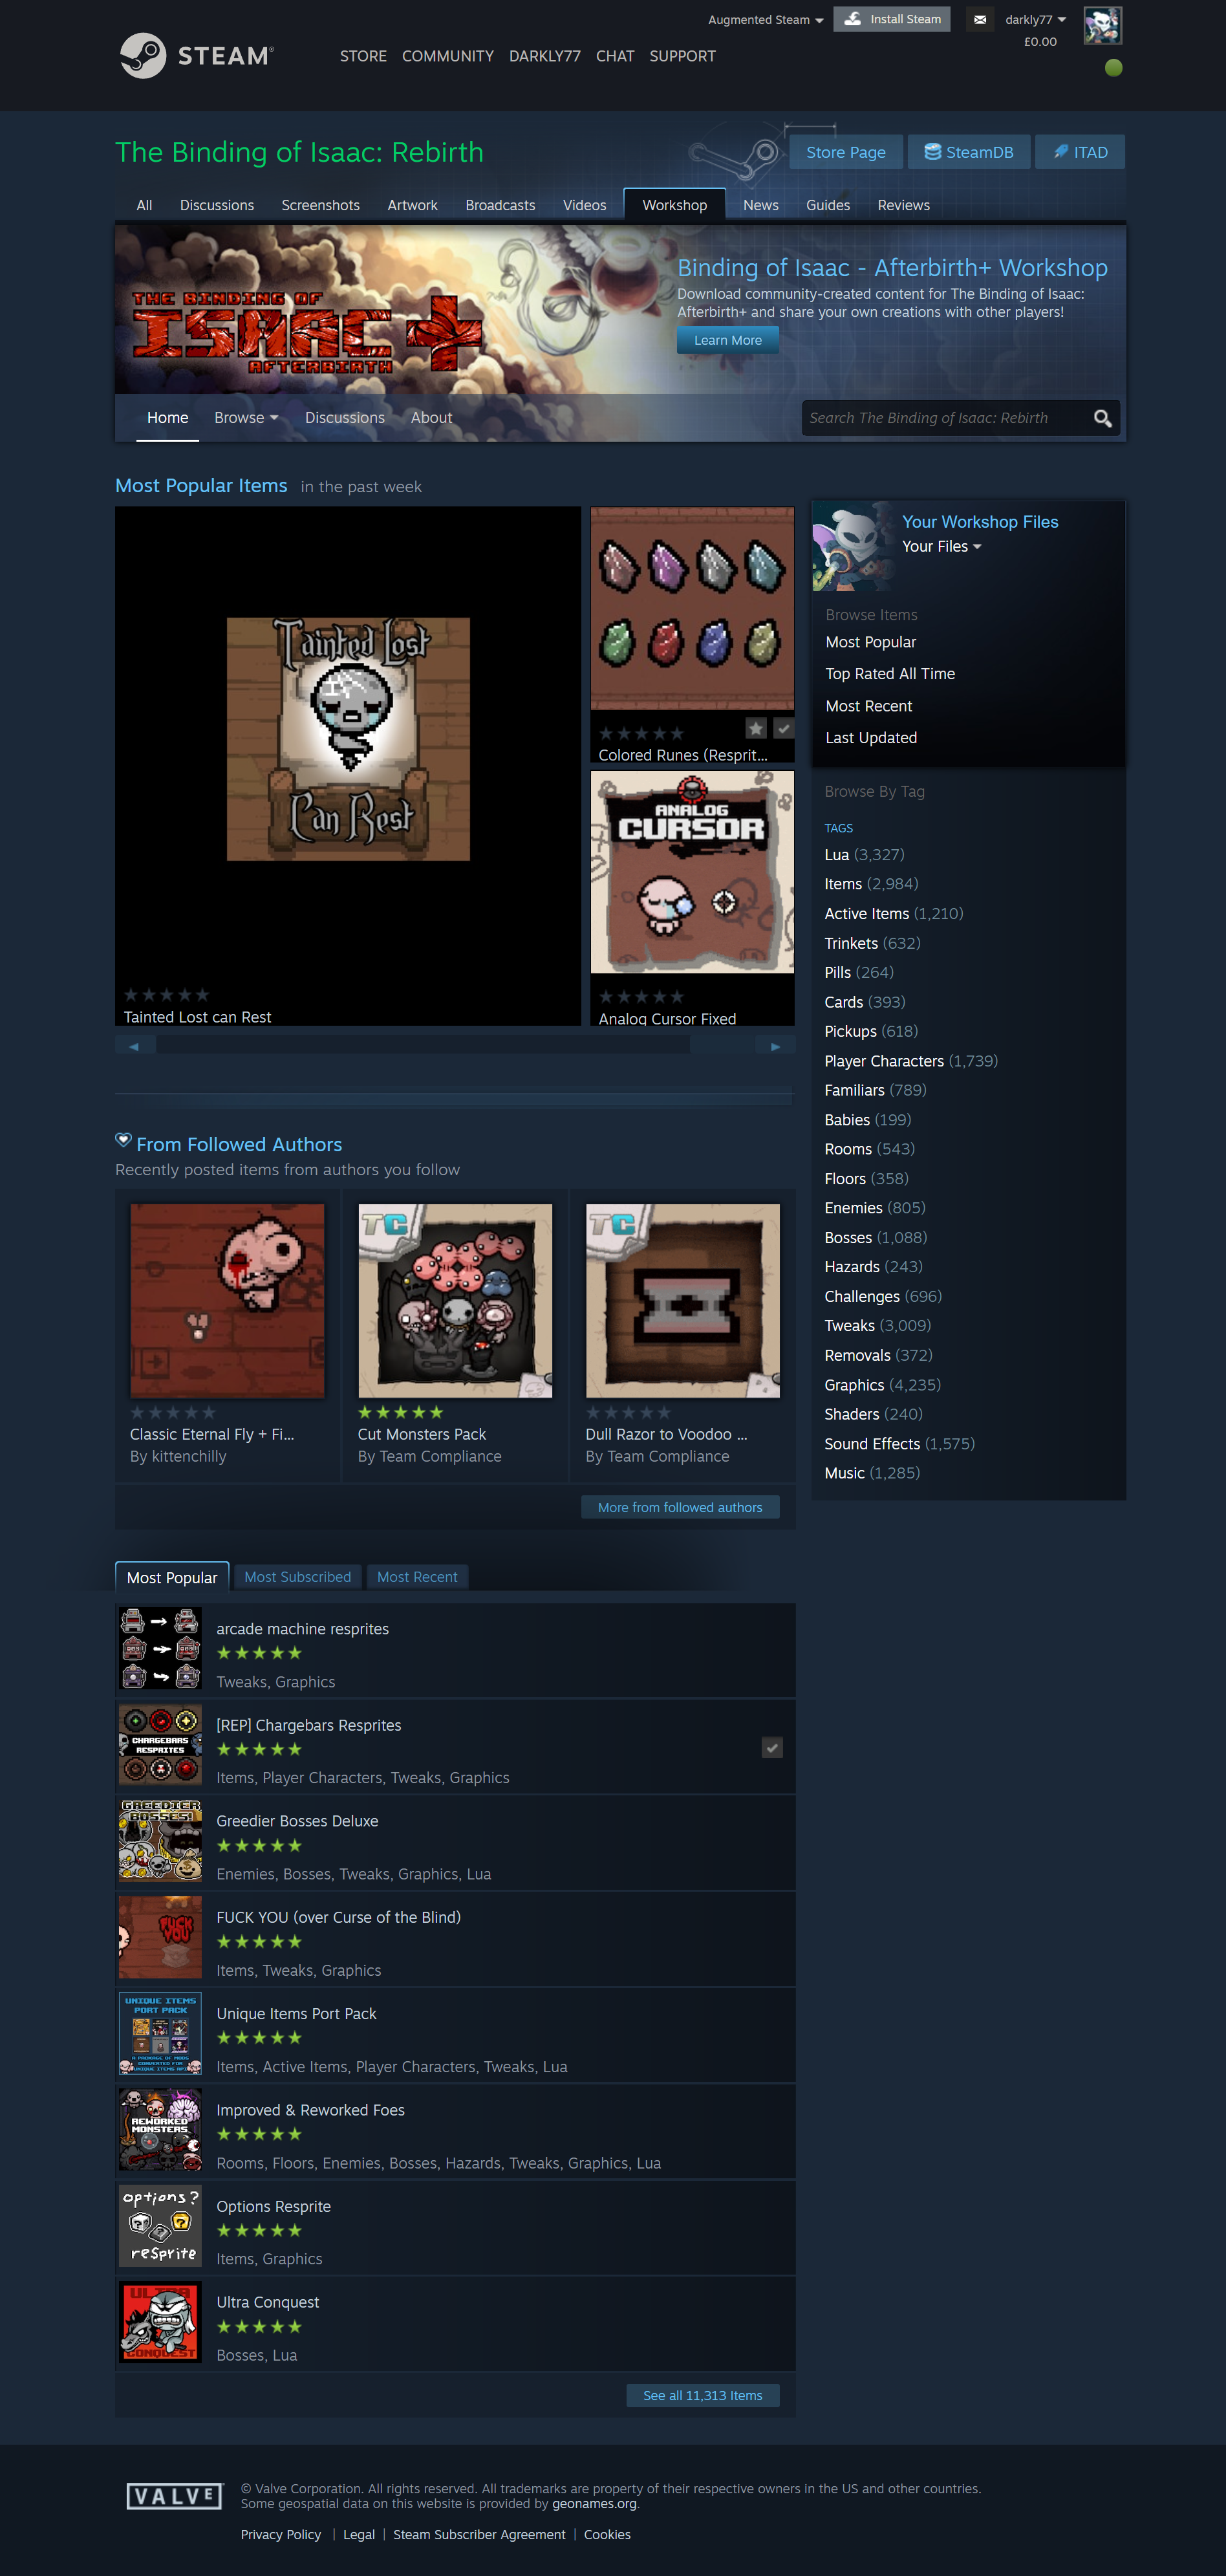 Augmented Steam
Install Steam
darkly77
£0.00
STEAM®
STORE COMMUNITY DARKLY77 CHAT SUPPORT
The Binding of Isaac: Rebirth
Store Page
SteamDB
ITAD
All Discussions Screenshots Artwork Broadcasts Videos Workshop News Guides Reviews
THE BINDING OF
ISAAC
AFTERBIRTH
Binding of Isaac - Afterbirth+ Workshop
Download community-created content for The Binding of Isaac:
Afterbirth+ and share your own creations with other players!
Learn More
Home Browse Discussions About
Search The Binding of Isaac: Rebirth
Most Popular Items in the past week
Tainted Lost
Can Rest
Tainted Lost can Rest
Colored Runes (Resprit...
ANALOG
CURSOR
Analog Cursor Fixed
Your Workshop Files
Your Files
Browse Items
Most Popular
Top Rated All Time
Most Recent
Last Updated
Browse By Tag
TAGS
Lua (3,327)
Items (2,984)
Active Items (1,210)
Trinkets (632)
Pills (264)
Cards (393)
Pickups (618)
Player Characters (1,739)
Familiars (789)
Babies (199)
Rooms (543)
Floors (358)
Enemies (805)
Bosses (1,088)
Hazards (243)
Challenges (696)
Tweaks (3,009)
Removals (372)
Graphics (4,235)
Shaders (240)
Sound Effects (1,575)
Music (1,285)
From Followed Authors
Recently posted items from authors you follow
Classic Eternal Fly + Fi...
By kittenchilly
TC
Cut Monsters Pack
By Team Compliance
TC
Dull Razor to Voodoo ...
By Team Compliance
More from followed authors
Most Popular Most Subscribed Most Recent
arcade machine resprites
Tweaks, Graphics
CHARGEBARS
RESPRITES
[REP] Chargebars Resprites
Items, Player Characters, Tweaks, Graphics
GREEDIER
BOSSES!
Greedier Bosses Deluxe
Enemies, Bosses, Tweaks, Graphics, Lua
FUCK
YOU
FUCK YOU (over Curse of the Blind)
Items, Tweaks, Graphics
UNIQUE ITEMS
PORT PACK
A PACKAGE OF MODS
CONVERTED FOR
UNIQUE ITEMS API
Unique Items Port Pack
Items, Active Items, Player Characters, Tweaks, Lua
REWORKED
MONSTERS
Improved & Reworked Foes
Rooms, Floors, Enemies, Bosses, Hazards, Tweaks, Graphics, Lua
options?
resprite
Options Resprite
Items, Graphics
ULTRA
CONQUEST
Ultra Conquest
Bosses, Lua
See all 11,313 Items
VALVE
© Valve Corporation. All rights reserved. All trademarks are property of their respective owners in the US and other countries.
Some geospatial data on this website is provided by geonames.org.
Privacy Policy | Legal | Steam Subscriber Agreement | Cookies